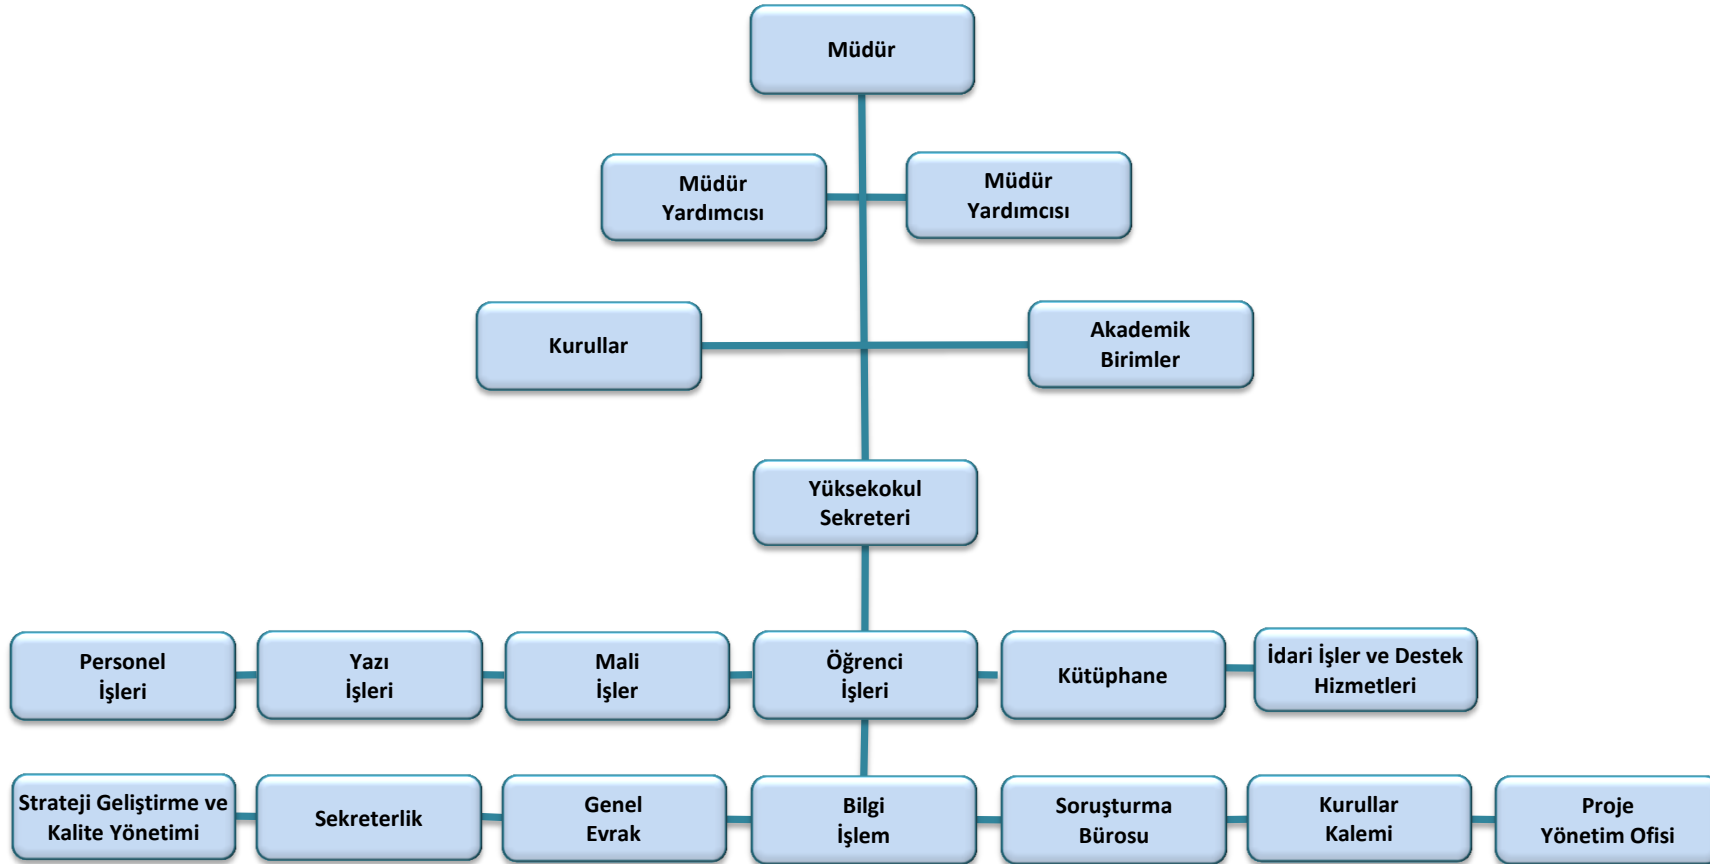 Müdür
Müdür
Yardımcısı
Müdür
Yardımcısı
Kurullar
Akademik
Birimler
Yüksekokul
Sekreteri
Personel
İşleri
Yazı
İşleri
Mali
İşler
Öğrenci
İşleri
Kütüphane
İdari İşler ve Destek
Hizmetleri
Strateji Geliştirme ve
Kalite Yönetimi
Sekreterlik
Genel
Evrak
Bilgi
İşlem
Soruşturma
Bürosu
Kurullar
Kalemi
Proje
Yönetim Ofisi